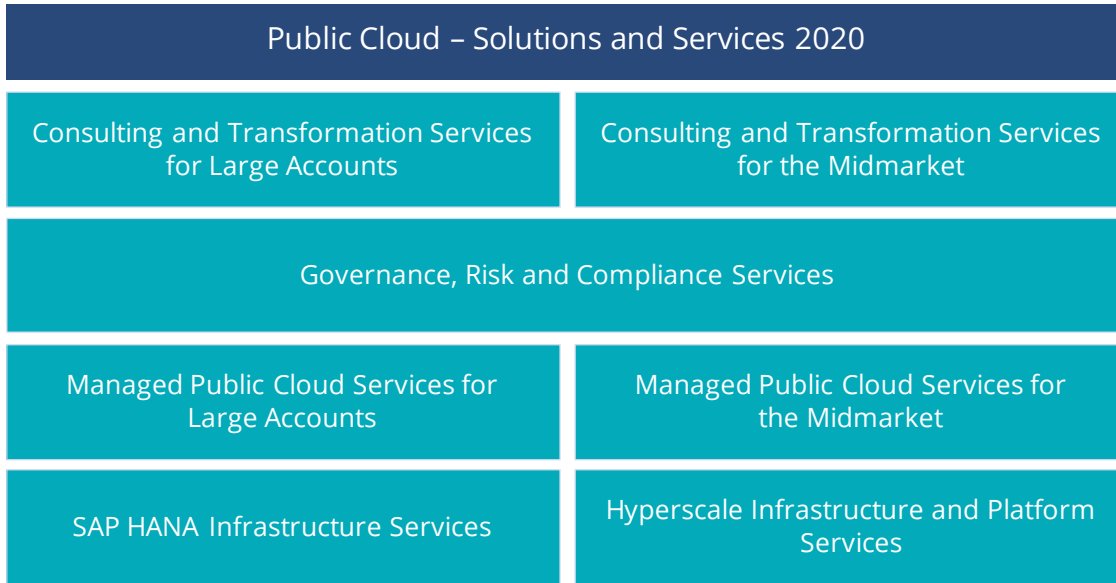 Public Cloud – Solutions and Services 2020
Consulting and Transformation Services
for Large Accounts
Consulting and Transformation Services
for the Midmarket
Governance, Risk and Compliance Services
Managed Public Cloud Services for
Large Accounts
Managed Public Cloud Services for
the Midmarket
SAP HANA Infrastructure Services
Hyperscale Infrastructure and Platform
Services